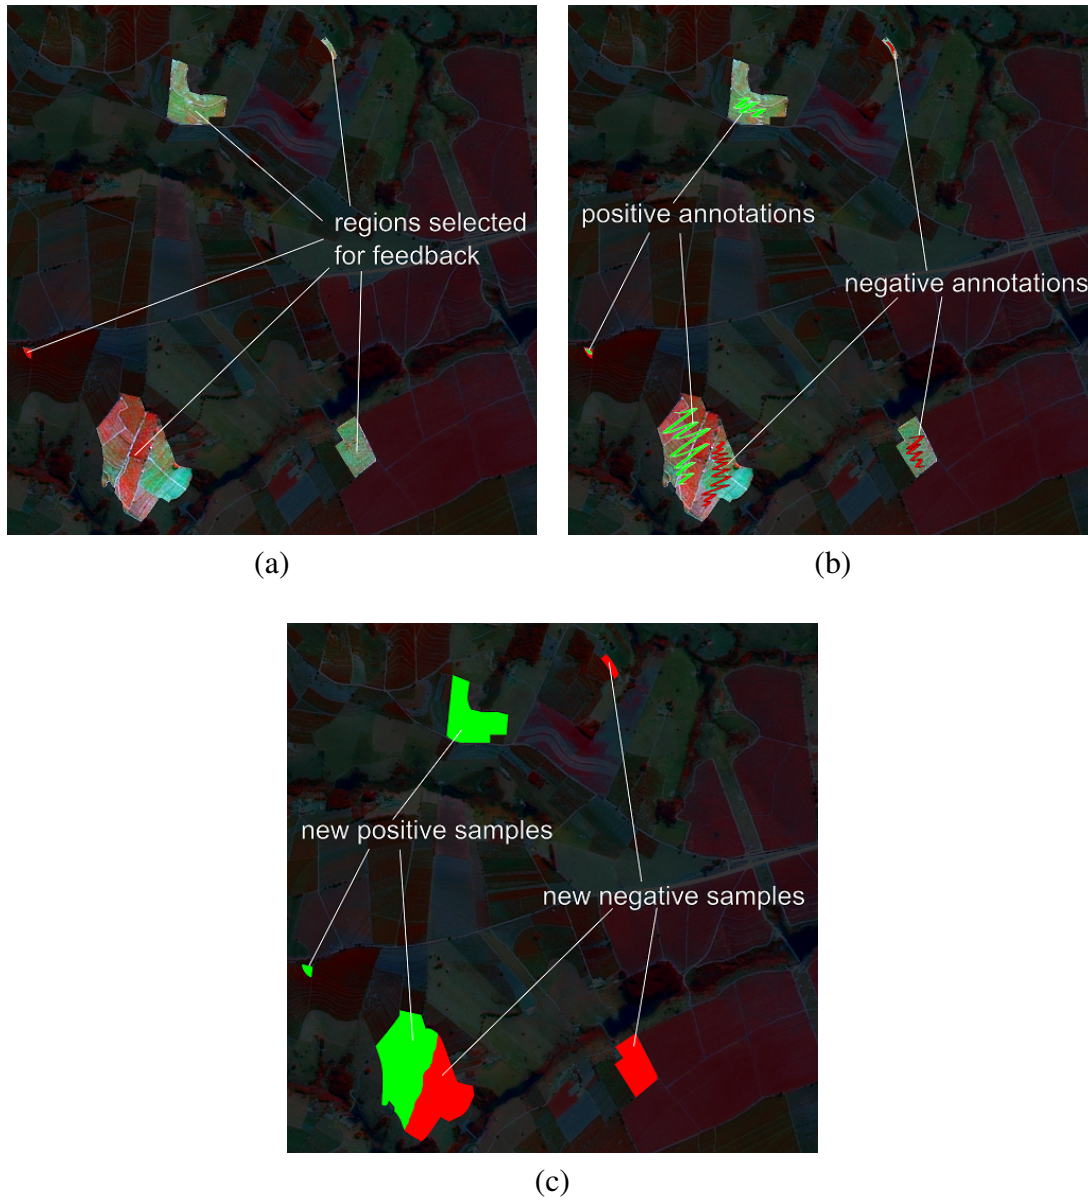 regions selected
for feedback
(a)
positive annotations
negative annotations
(b)
new positive samples
new negative samples
(c)